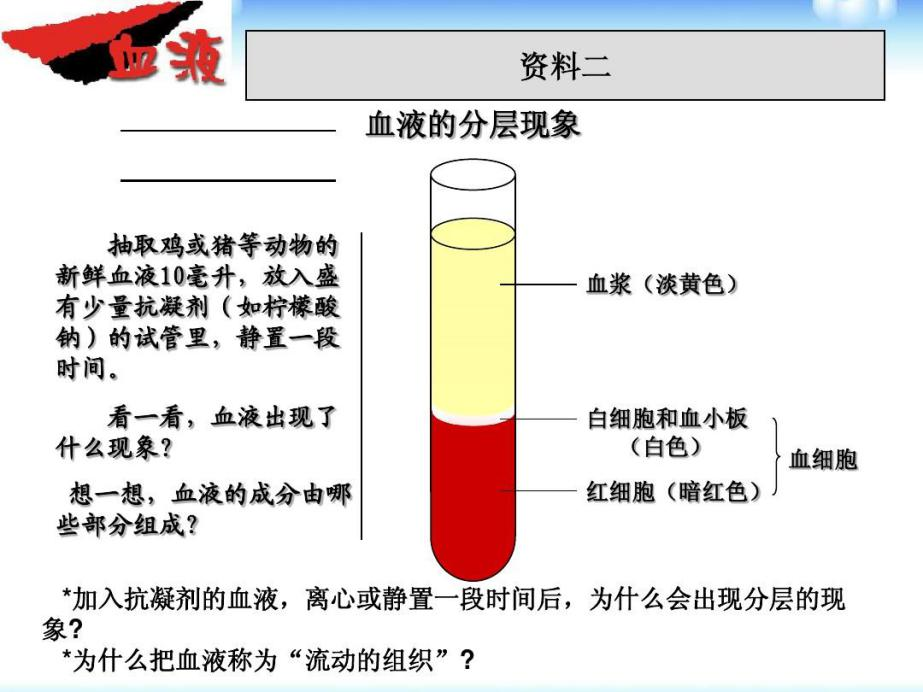 血液
资料二
血液的分层现象
抽取鸡或猪等动物的
新鲜血液10毫升，放入盛
有少量抗凝剂（如柠檬酸
钠）的试管里，静置一段
时间。
看一看，血液出现了
什么现象？
想一想，血液的成分由哪
些部分组成？
血浆（淡黄色）
白细胞和血小板
（白色）
红细胞（暗红色）
血细胞
*加入抗凝剂的血液，离心或静置一段时间后，为什么会出现分层的现
象?
*为什么把血液称为“流动的组织”?